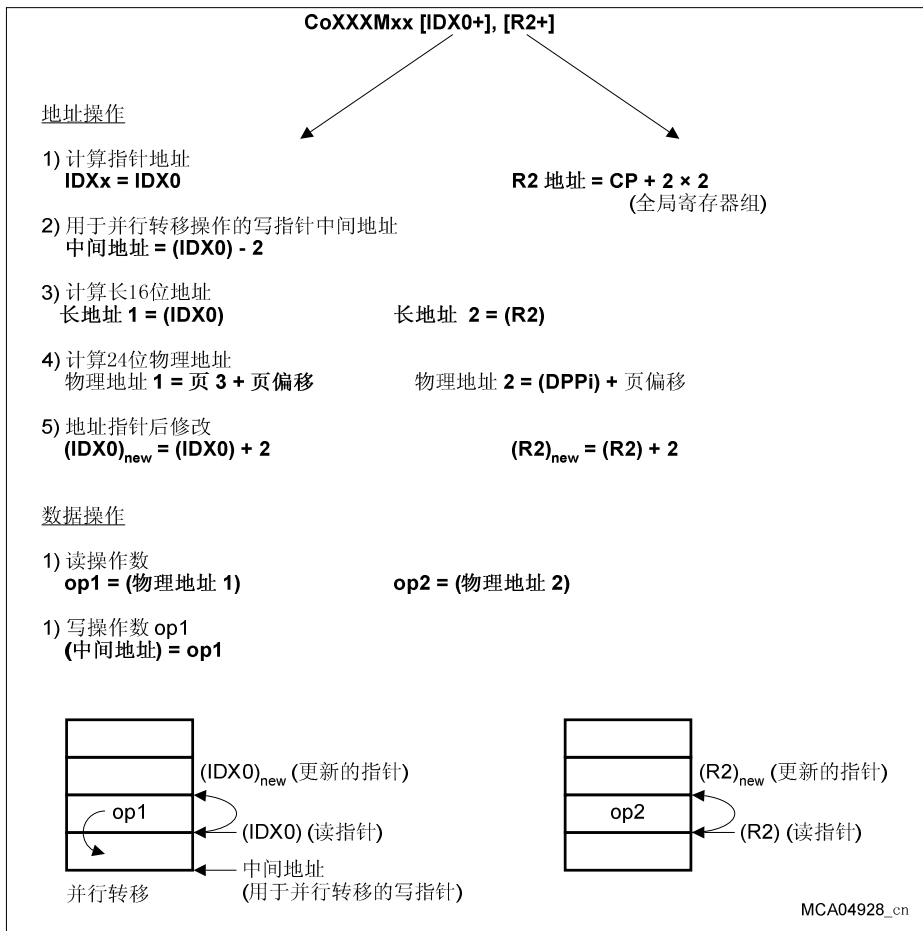 CoXXXMxx [IDX0+], [R2+]
地址操作
1) 计算指针地址
IDXx = IDX0
R2 地址 = CP + 2 × 2
(全局寄存器组)
2) 用于并行转移操作的写指针中间地址
中间地址 = (IDX0) - 2
3) 计算长16位地址
长地址 1 = (IDX0)
长地址 2 = (R2)
4) 计算24位物理地址
物理地址 1 = 页 3 + 页偏移
物理地址 2 = (DPPi) + 页偏移
5) 地址指针后修改
(IDX0)new = (IDX0) + 2
(R2)new = (R2) + 2
数据操作
1) 读操作数
op1 = (物理地址 1)
op2 = (物理地址 2)
1) 写操作数 op1
(中间地址) = op1
(IDX0)new (更新的指针)
op1
(IDX0) (读指针)
中间地址
(用于并行转移的写指针)
并行转移
(R2)new (更新的指针)
op2
(R2) (读指针)
MCA04928_cn